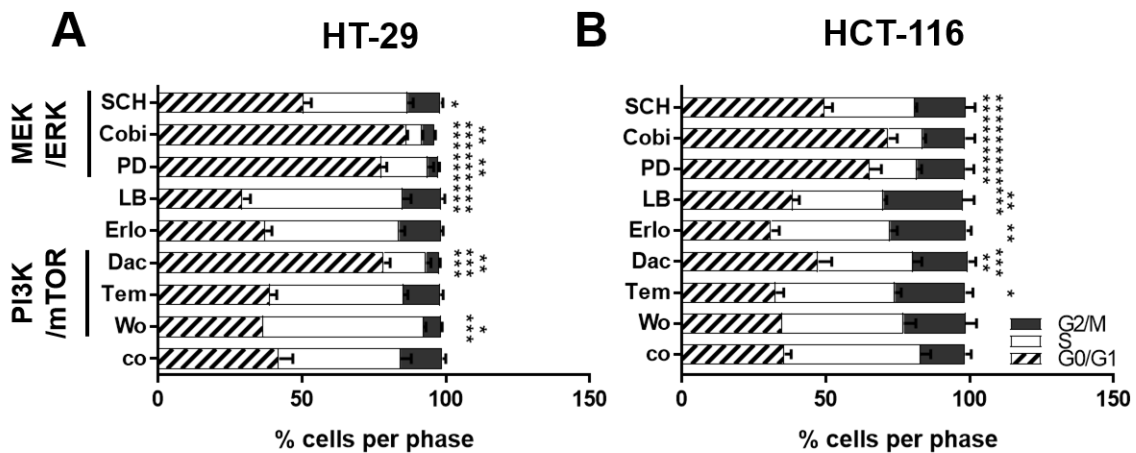 A
HT-29
MEK
/ERK
PI3K
/mTOR
SCH
Cobi
PD
LB
Erlo
Dac
Tem
Wo
co
0
50
100
150
% cells per phase
B
HCT-116
SCH
Cobi
PD
LB
Erlo
Dac
Tem
Wo
co
0
50
100
150
% cells per phase
G2/M
S
G0/G1